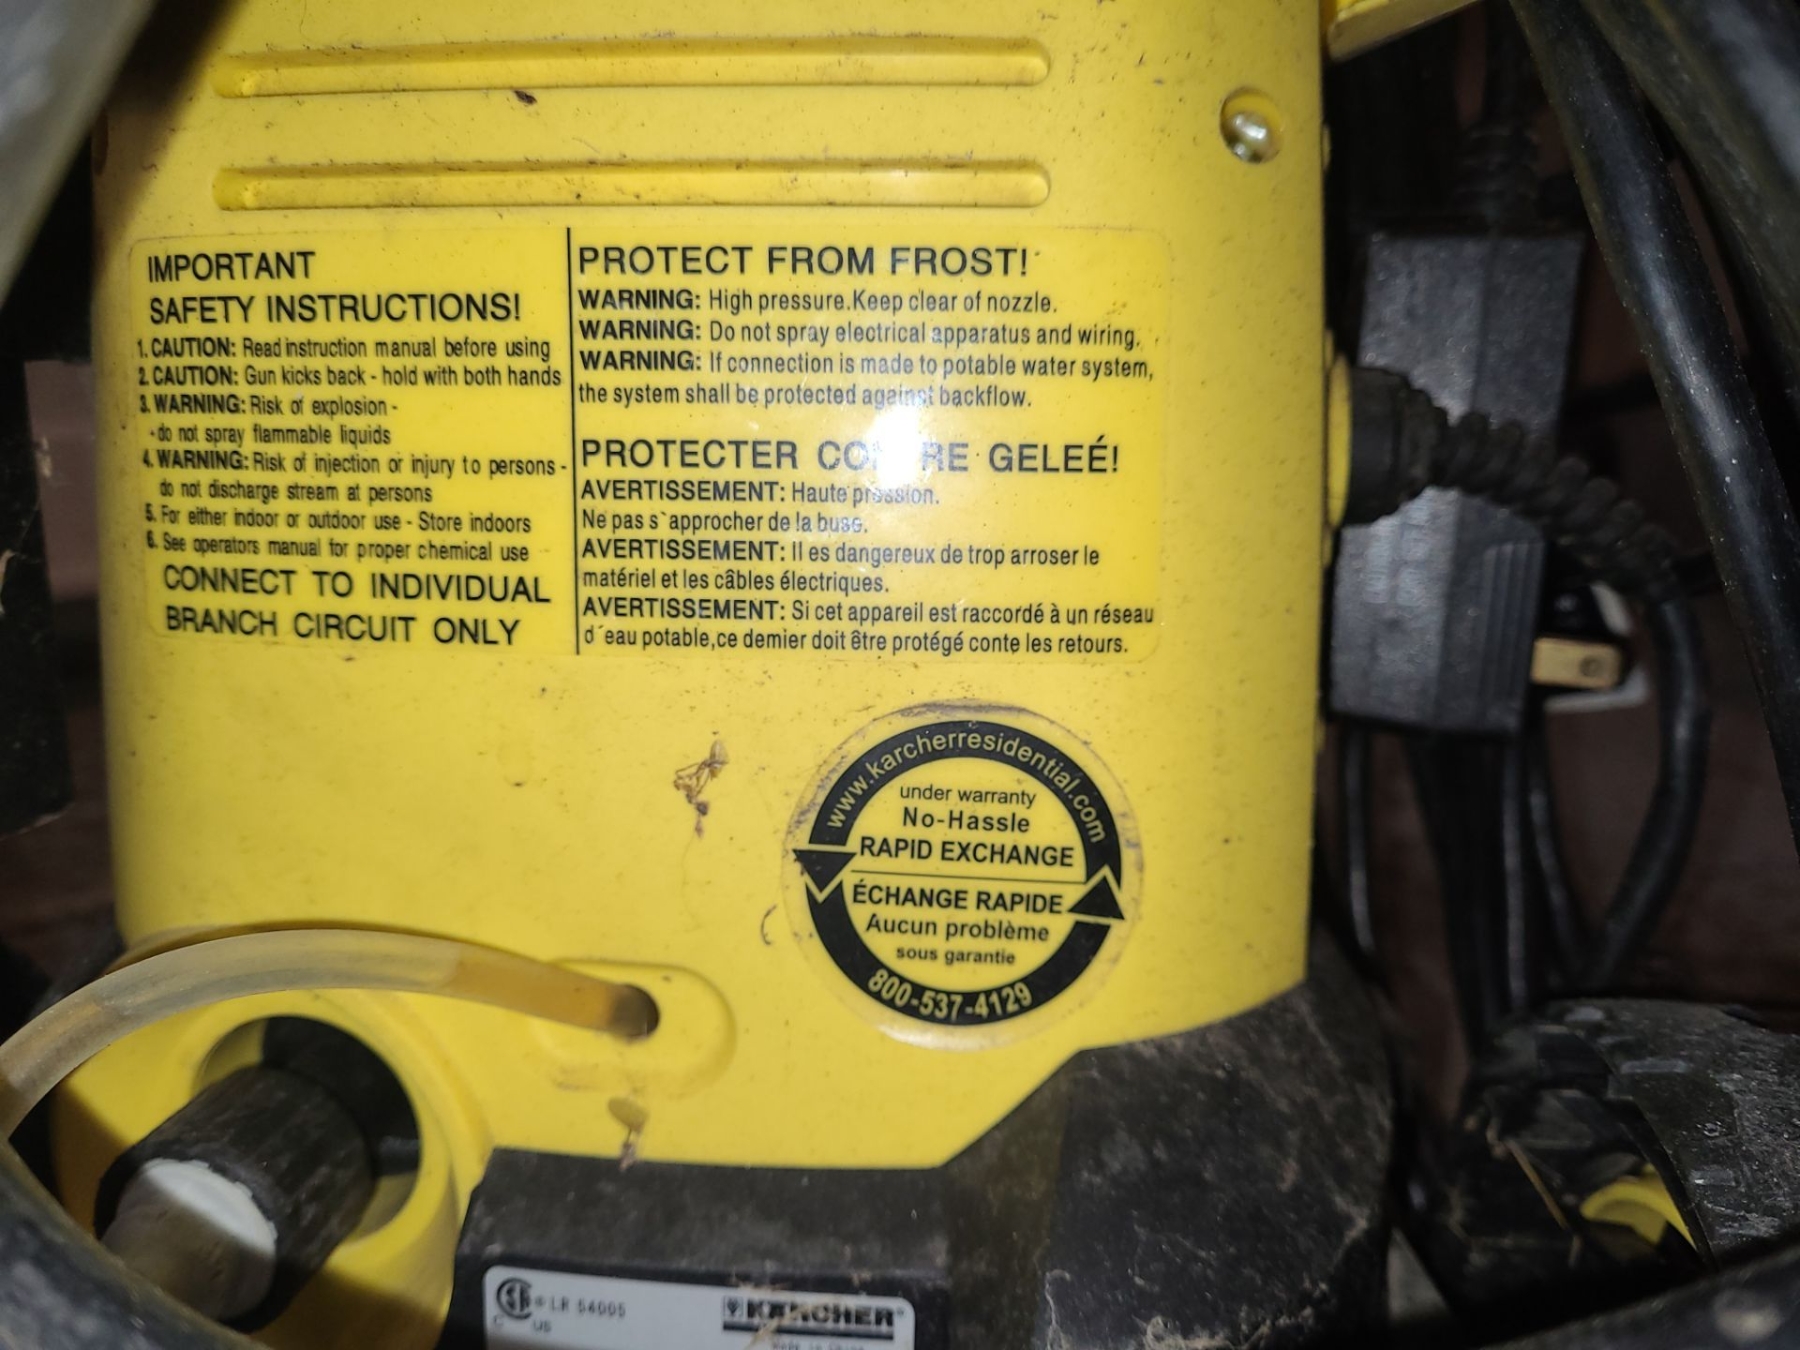 IMPORTANT
SAFETY INSTRUCTIONS!
1. CAUTION: Read instruction manual before using
2. CAUTION: Gun kicks back - hold with both hands
3. WARNING: Risk of explosion -
- do not spray flammable liquids
4. WARNING: Risk of injection or injury to persons -
do not discharge stream at persons
5. For either indoor or outdoor use - Store indoors
6. See operators manual for proper chemical use
CONNECT TO INDIVIDUAL
BRANCH CIRCUIT ONLY
PROTECT FROM FROST!
WARNING: High pressure.Keep clear of nozzle.
WARNING: Do not spray electrical apparatus and wiring.
WARNING: If connection is made to potable water system,
the system shall be protected against backflow.
PROTECTER CONTRE GELEÉ!
AVERTISSEMENT: Haute pression.
Ne pas s`approcher de la buse.
AVERTISSEMENT: Il es dangereux de trop arroser le
matériel et les câbles électriques.
AVERTISSEMENT: Si cet appareil est raccordé à un réseau
d´eau potable,ce demier doit être protégé conte les retours.
www.karcherresidential.com
under warranty
No-Hassle
RAPID EXCHANGE
ÉCHANGE RAPIDE
Aucun problème
sous garantie
800-537-4129
C US
® LR 54005
KÄRCHER